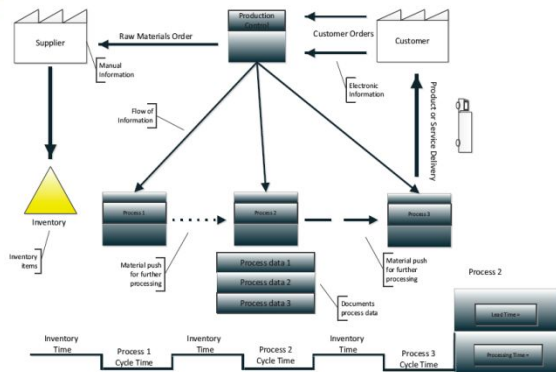 Production
Control
Supplier
Raw Materials Order
Customer Orders
Customer
Manual
Information
Electronic
Information
Flow of
Information
Product or Service Delivery
Process 1
Process 2
Process 3
Inventory
Inventory
items
Material push
for further
processing
Process data 1
Process data 2
Process data 3
Documents
process data
Material push
for further
processing
Process 2
Lead Time =
Processing Time =
Inventory
Time
Process 1
Cycle Time
Inventory
Time
Process 2
Cycle Time
Inventory
Time
Process 3
Cycle Time